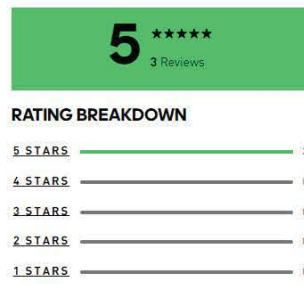 5 ★★★★★
3 Reviews
RATING BREAKDOWN
5 STARS
4 STARS
3 STARS
2 STARS
1 STARS